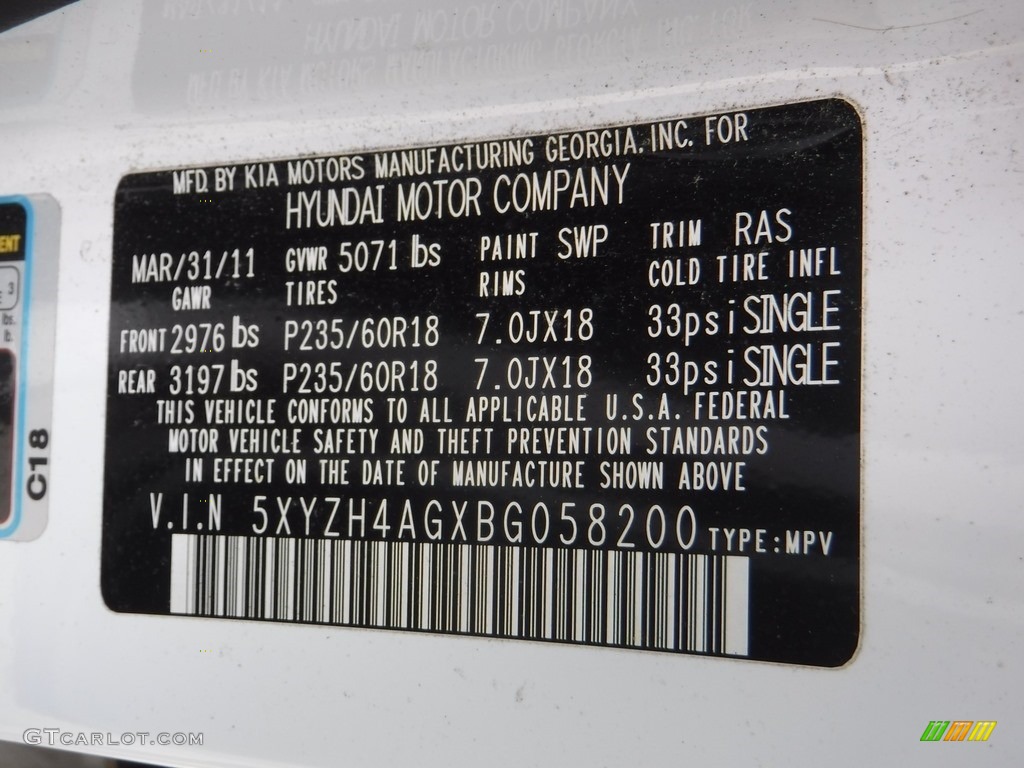 MFD. BY KIA MOTORS MANUFACTURING GEORGIA, INC. FOR
HYUNDAI MOTOR COMPANY
MAR/31/11 GVWR 5071 lbs PAINT SWP TRIM RAS
GAWR TIRES RIMS COLD TIRE INFL
FRONT 2976 lbs P235/60R18 7.0JX18 33psi SINGLE
REAR 3197 lbs P235/60R18 7.0JX18 33psi SINGLE
THIS VEHICLE CONFORMS TO ALL APPLICABLE U.S.A. FEDERAL
MOTOR VEHICLE SAFETY AND THEFT PREVENTION STANDARDS
IN EFFECT ON THE DATE OF MANUFACTURE SHOWN ABOVE
V.I.N 5XYZH4AGXBG058200 TYPE:MPV
3
lbs.
lb.
C18
GTCARLOT.COM